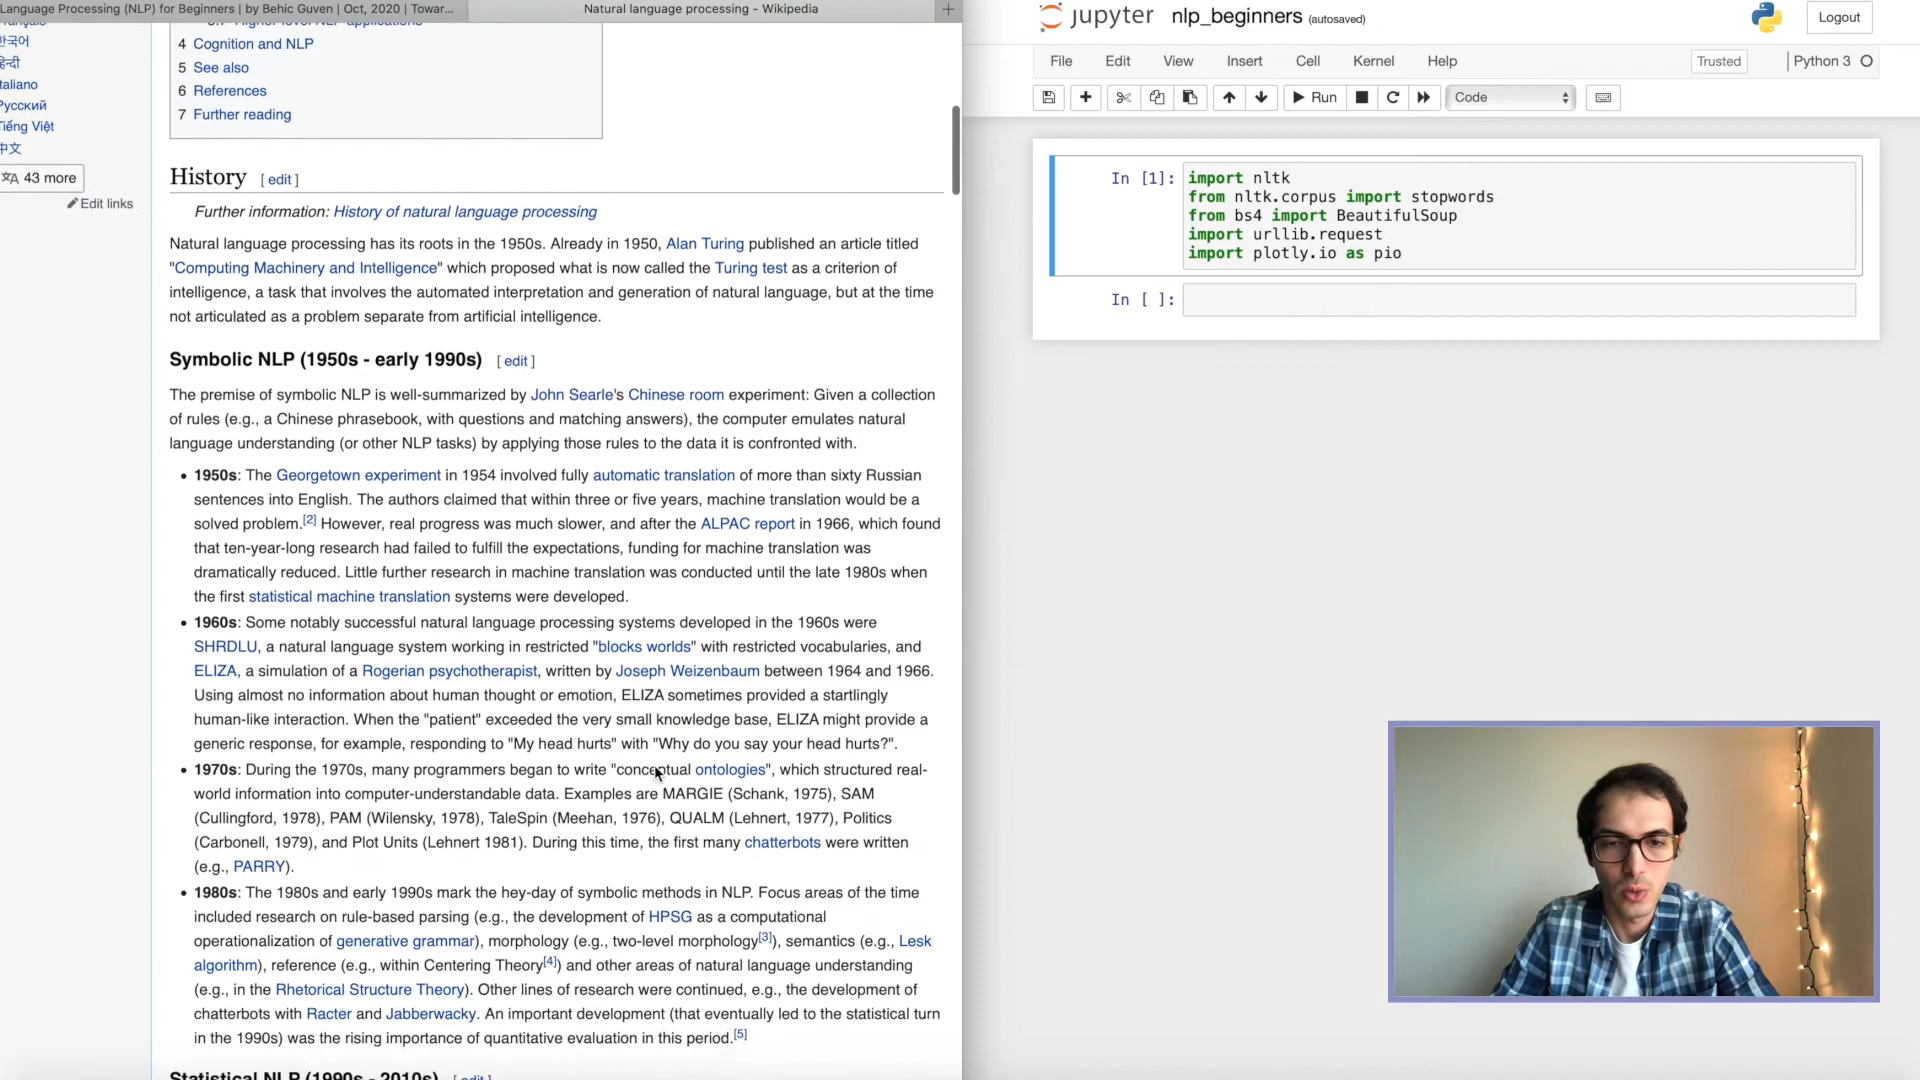 Language Processing (NLP) for Beginners | by Behic Guven | Oct, 2020 | Towar...
Natural language processing - Wikipedia
한국어
हिन्दी
Italiano
Русский
Tiếng Việt
中文
43 more
Edit links
4 Cognition and NLP
5 See also
6 References
7 Further reading
History [ edit ]
Further information: History of natural language processing
Natural language processing has its roots in the 1950s. Already in 1950, Alan Turing published an article titled
"Computing Machinery and Intelligence" which proposed what is now called the Turing test as a criterion of
intelligence, a task that involves the automated interpretation and generation of natural language, but at the time
not articulated as a problem separate from artificial intelligence.
Symbolic NLP (1950s - early 1990s) [ edit ]
The premise of symbolic NLP is well-summarized by John Searle's Chinese room experiment: Given a collection
of rules (e.g., a Chinese phrasebook, with questions and matching answers), the computer emulates natural
language understanding (or other NLP tasks) by applying those rules to the data it is confronted with.
• 1950s: The Georgetown experiment in 1954 involved fully automatic translation of more than sixty Russian
sentences into English. The authors claimed that within three or five years, machine translation would be a
solved problem.[2] However, real progress was much slower, and after the ALPAC report in 1966, which found
that ten-year-long research had failed to fulfill the expectations, funding for machine translation was
dramatically reduced. Little further research in machine translation was conducted until the late 1980s when
the first statistical machine translation systems were developed.
• 1960s: Some notably successful natural language processing systems developed in the 1960s were
SHRDLU, a natural language system working in restricted "blocks worlds" with restricted vocabularies, and
ELIZA, a simulation of a Rogerian psychotherapist, written by Joseph Weizenbaum between 1964 and 1966.
Using almost no information about human thought or emotion, ELIZA sometimes provided a startlingly
human-like interaction. When the "patient" exceeded the very small knowledge base, ELIZA might provide a
generic response, for example, responding to "My head hurts" with "Why do you say your head hurts?".
• 1970s: During the 1970s, many programmers began to write "conceptual ontologies", which structured real-
world information into computer-understandable data. Examples are MARGIE (Schank, 1975), SAM
(Cullingford, 1978), PAM (Wilensky, 1978), TaleSpin (Meehan, 1976), QUALM (Lehnert, 1977), Politics
(Carbonell, 1979), and Plot Units (Lehnert 1981). During this time, the first many chatterbots were written
(e.g., PARRY).
• 1980s: The 1980s and early 1990s mark the hey-day of symbolic methods in NLP. Focus areas of the time
included research on rule-based parsing (e.g., the development of HPSG as a computational
operationalization of generative grammar), morphology (e.g., two-level morphology[3]), semantics (e.g., Lesk
algorithm), reference (e.g., within Centering Theory[4]) and other areas of natural language understanding
(e.g., in the Rhetorical Structure Theory). Other lines of research were continued, e.g., the development of
chatterbots with Racter and Jabberwacky. An important development (that eventually led to the statistical turn
in the 1990s) was the rising importance of quantitative evaluation in this period.[5]
Statistical NLP (1990s - 2010s) [ edit ]
jupyter nlp_beginners (autosaved)
Logout
File Edit View Insert Cell Kernel Help
Trusted
Python 3
Run
Code
In [1]:
import nltk
from nltk.corpus import stopwords
from bs4 import BeautifulSoup
import urllib.request
import plotly.io as pio
In [ ]: